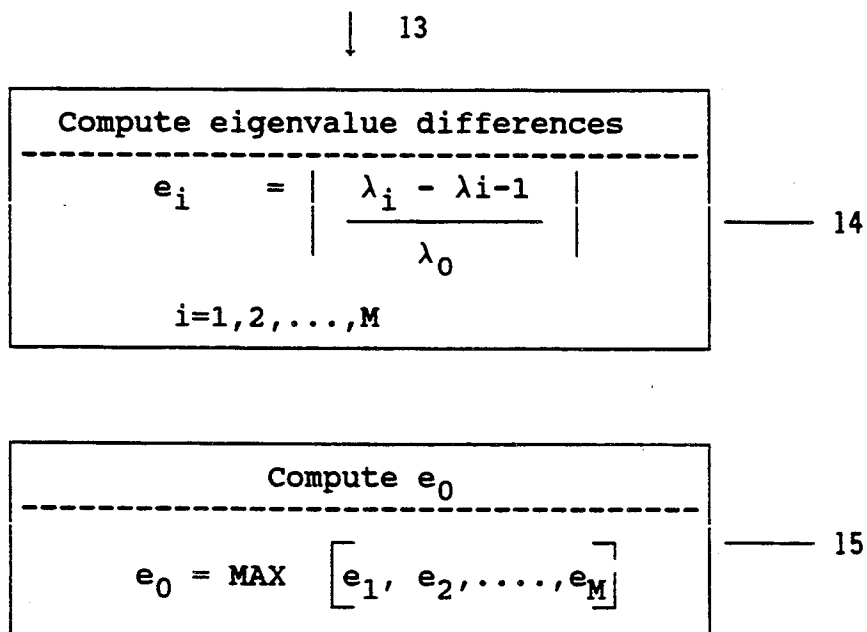 13
Compute eigenvalue differences
e_i = | (λ_i - λi-1) / λ_0 |
14
i=1,2,...,M
Compute e_0
15
e_0 = MAX [e_1, e_2,....,e_M]